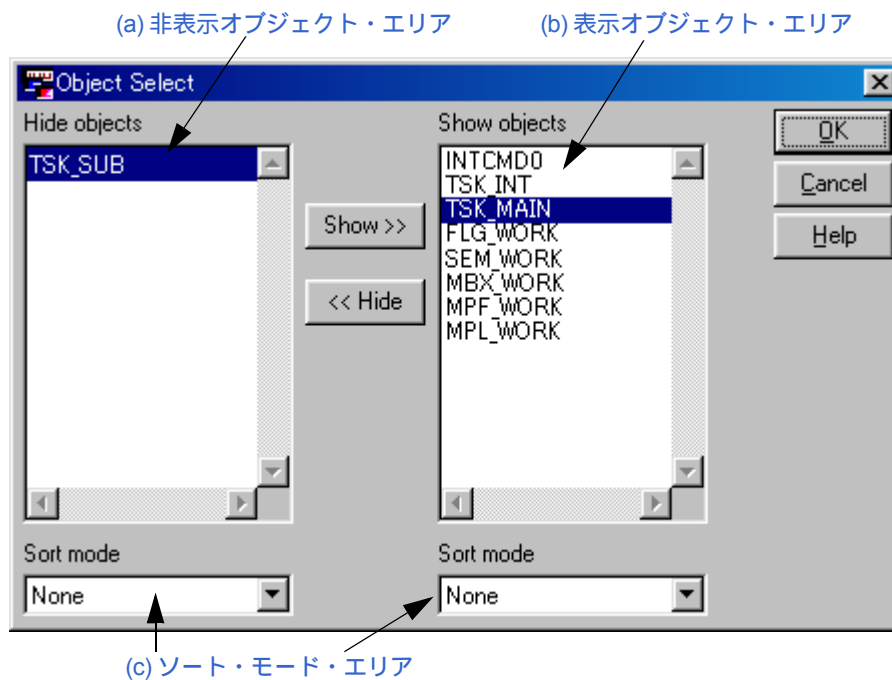 (a) 非表示オブジェクト・エリア
(b) 表示オブジェクト・エリア
Object Select
Hide objects
Show objects
TSK_SUB
INTCMD0
TSK_INT
TSK_MAIN
FLG_WORK
SEM_WORK
MBX_WORK
MPF_WORK
MPL_WORK
Show >>
<< Hide
OK
Cancel
Help
Sort mode
Sort mode
None
None
(c) ソート・モード・エリア